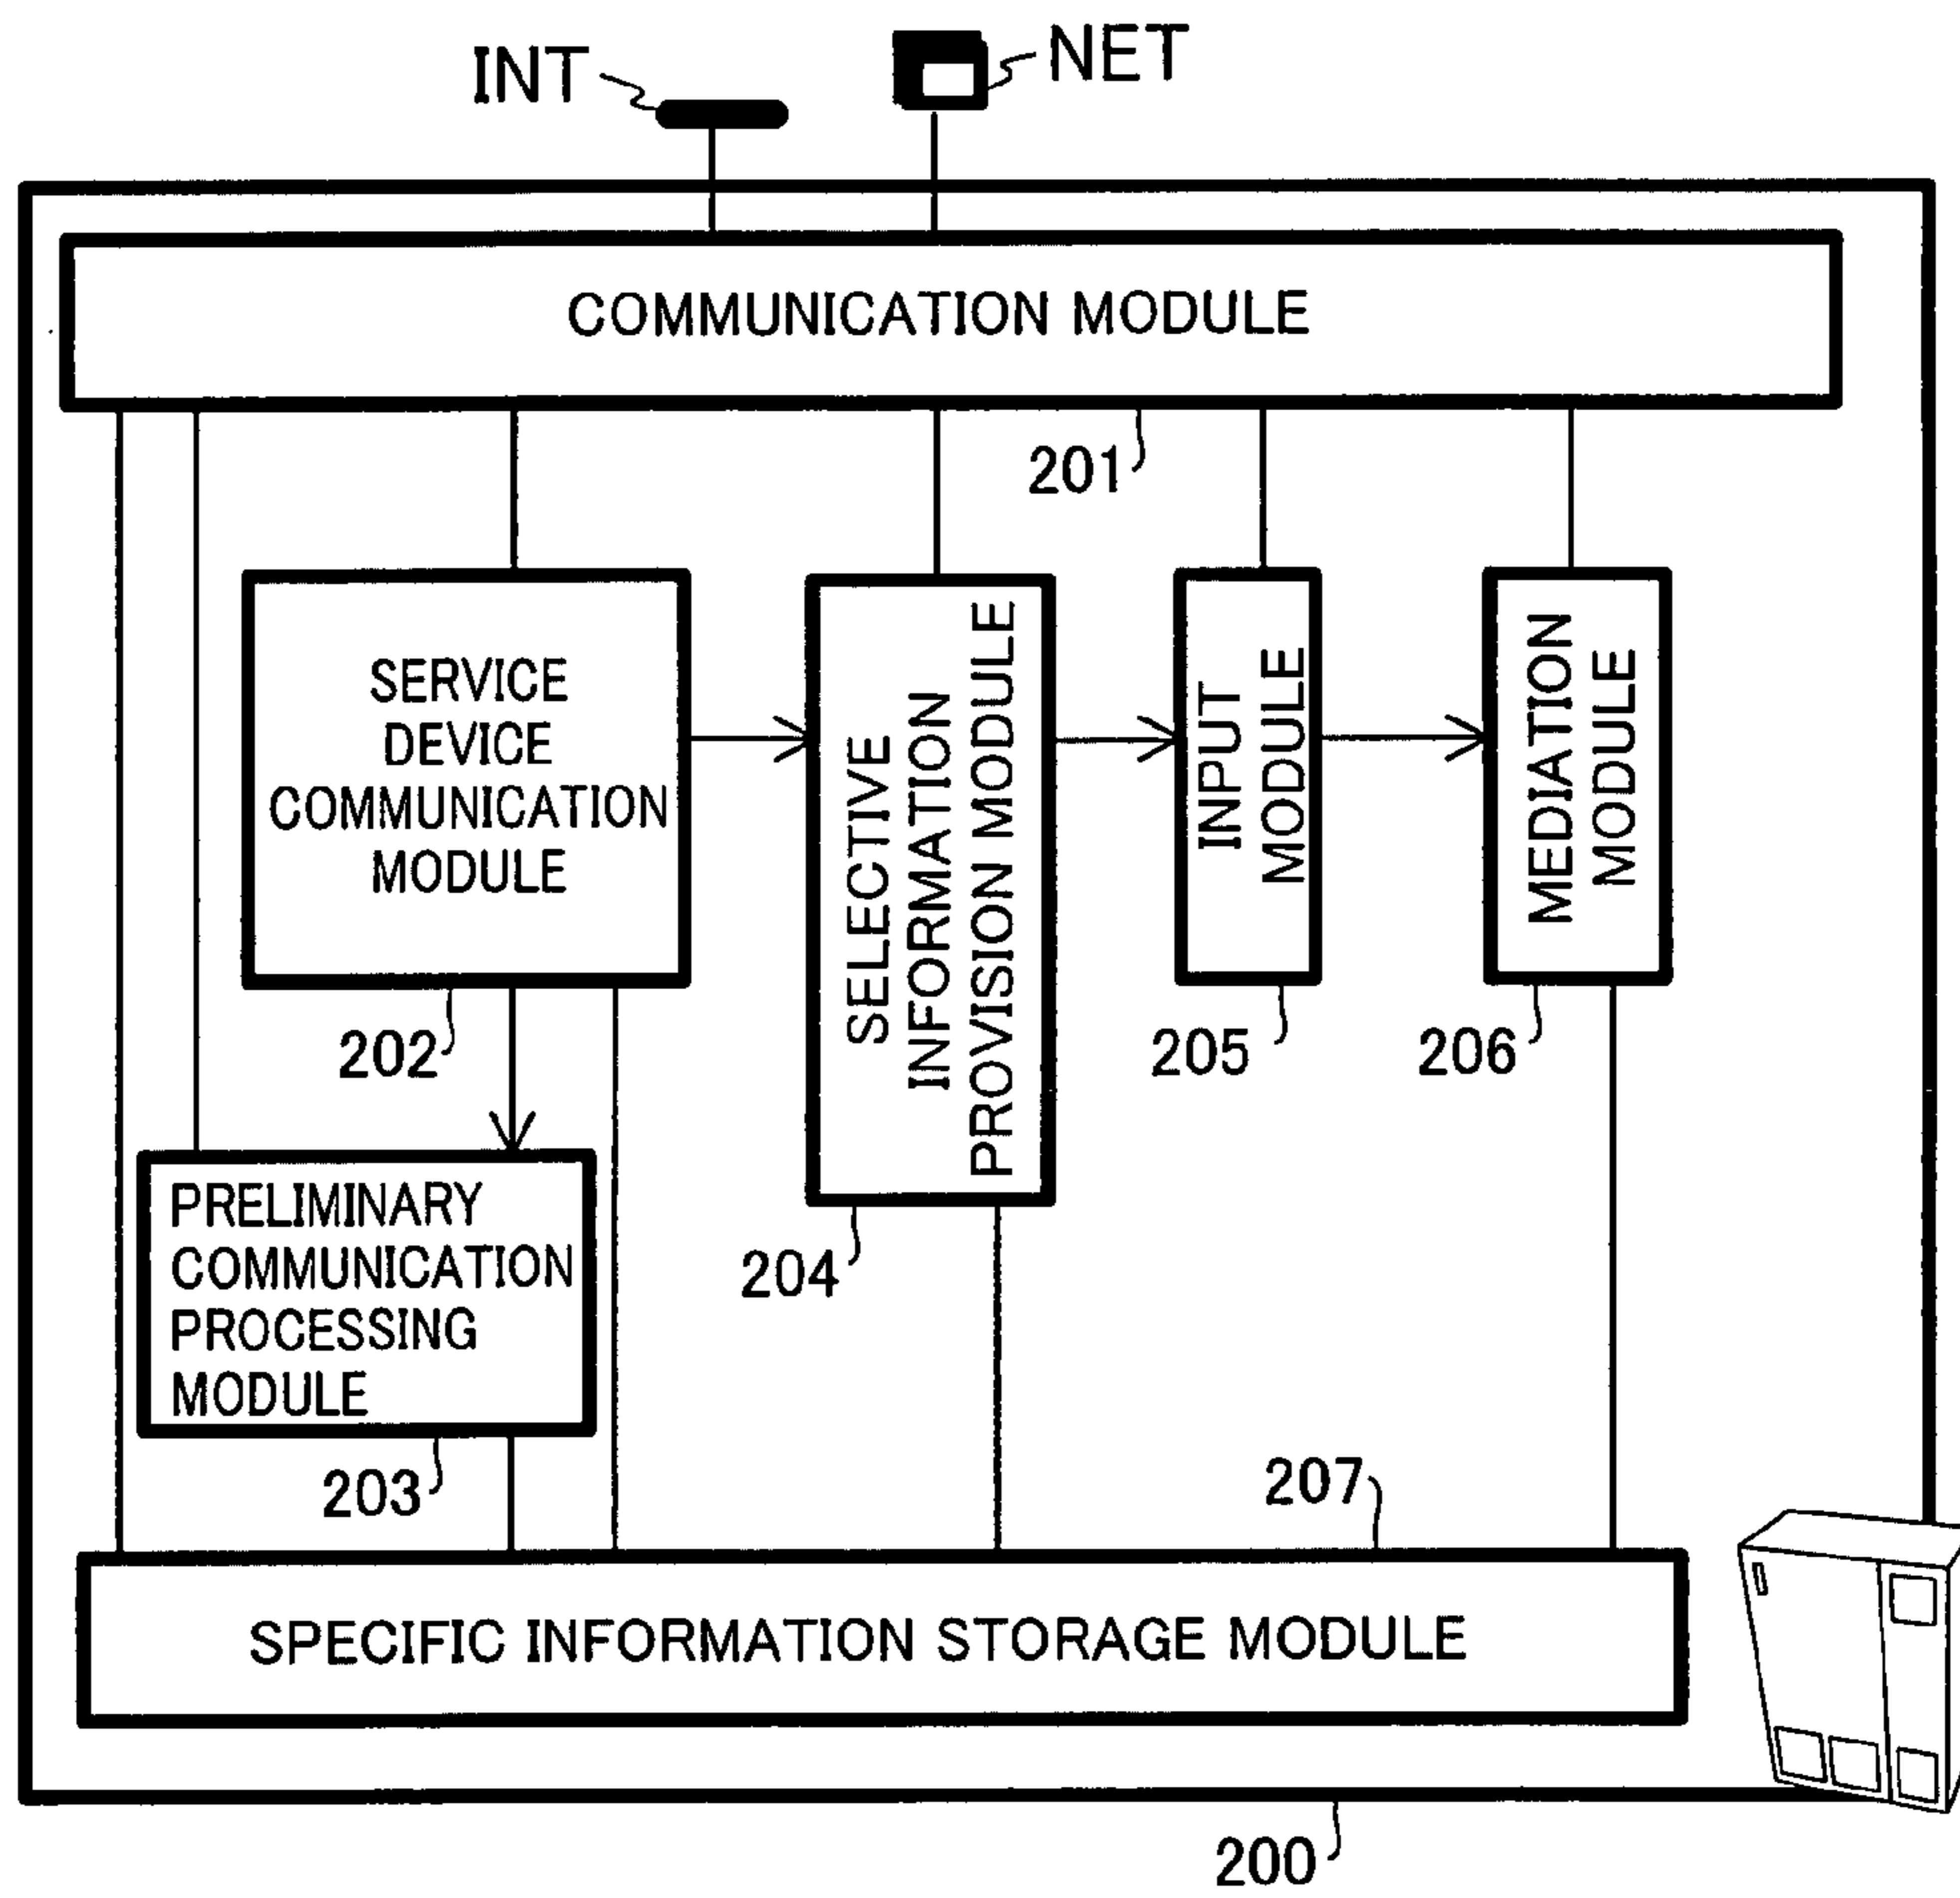 INT
NET
COMMUNICATION MODULE
201
SERVICE
DEVICE
COMMUNICATION
MODULE
202
SELECTIVE
INFORMATION
PROVISION MODULE
204
INPUT
MODULE
205
MEDIATION
MODULE
206
PRELIMINARY
COMMUNICATION
PROCESSING
MODULE
203
207
SPECIFIC INFORMATION STORAGE MODULE
200